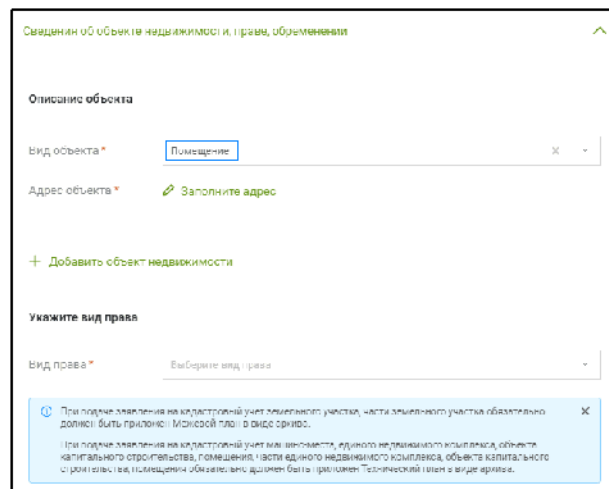 Сведения об объекте недвижимости, праве, обременении
Описание объекта
Вид объекта*
Помещение
Адрес объекта*
Заполните адрес
+ Добавить объект недвижимости
Укажите вид права
Вид права*
Выберите вид права
При подаче заявления на кадастровый учет земельного участка, части земельного участка обязательно
должен быть приложен Межевой план в виде архива.
При подаче заявления на кадастровый учет машино-места, единого недвижимого комплекса, объекта
капитального строительства, помещения, части единого недвижимого комплекса, объекта капитального
строительства, помещения обязательно должен быть приложен Технический план в виде архива.